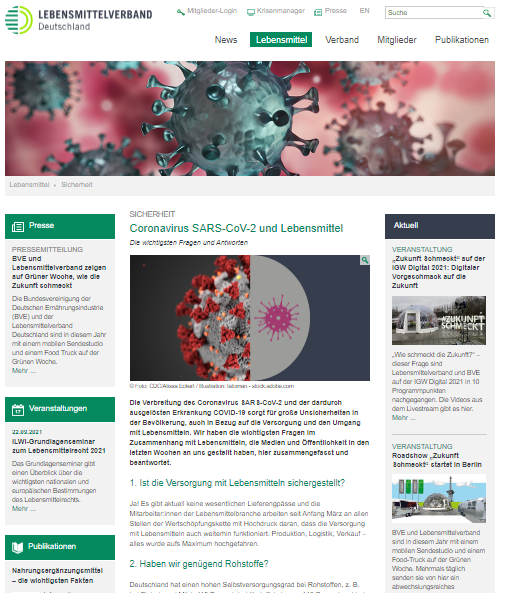 LEBENSMITTELVERBAND
Deutschland
Mitglieder-Login
Krisenmanager
Presse
EN
Suche
News
Lebensmittel
Verband
Mitglieder
Publikationen
Lebensmittel
Sicherheit
Presse
PRESSEMITTEILUNG
BVE und
Lebensmittelverband zeigen
auf Grüner Woche, wie die
Zukunft schmeckt
Die Bundesvereinigung der
Deutschen Ernährungsindustrie
(BVE) und der
Lebensmittelverband
Deutschland sind in diesem Jahr
mit einem mobilen Sendestudio
und einem Food Truck auf der
Grünen Woche.
Mehr ...
Veranstaltungen
22.09.2021
ILWI-Grundlagenseminar
zum Lebensmittelrecht 2021
Das Grundlagenseminar gibt
einen Überblick über die
wichtigsten nationalen und
europäischen Bestimmungen
des Lebensmittelrechts.
Mehr ...
Publikationen
Nahrungsergänzungsmittel
– die wichtigsten Fakten
SICHERHEIT
Coronavirus SARS-CoV-2 und Lebensmittel
Die wichtigsten Fragen und Antworten
© Foto: CDC/Alissa Eckert / Illustration: tatomm - stock.adobe.com
Die Verbreitung des Coronavirus SARS-CoV-2 und der dardurch
ausgelösten Erkrankung COVID-19 sorgt für große Unsicherheiten in
der Bevölkerung, auch in Bezug auf die Versorgung und den Umgang
mit Lebensmitteln. Wir haben die wichtigsten Fragen im
Zusammenhang mit Lebensmitteln, die Medien und Öffentlichkeit in den
letzten Wochen an uns gestellt haben, hier zusammengefasst und
beantwortet.
1. Ist die Versorgung mit Lebensmitteln sichergestellt?
Ja! Es gibt aktuell keine wesentlichen Lieferengpässe und die
Mitarbeiter:innen der Lebensmittelbranche arbeiten seit Anfang März an allen
Stellen der Wertschöpfungskette mit Hochdruck daran, dass die Versorgung
mit Lebensmitteln auch weiterhin funktioniert. Produktion, Logistik, Verkauf –
alles wurde aufs Maximum hochgefahren.
2. Haben wir genügend Rohstoffe?
Deutschland hat einen hohen Selbstversorgungsgrad bei Rohstoffen, z. B.
Aktuell
VERANSTALTUNG
„Zukunft Schmeckt“ auf der
IGW Digital 2021: Digitaler
Vorgeschmack auf die
Zukunft
#ZUKUNFT
SCHMECKT
„Wie schmeckt die Zukunft?“ –
dieser Frage sind
Lebensmittelverband und BVE
auf der IGW Digital 2021 in 10
Programmpunkten
nachgegangen. Die Videos aus
dem Livestream gibt es hier.
Mehr ...
VERANSTALTUNG
Roadshow „Zukunft
Schmeckt“ startet in Berlin
BVE und Lebensmittelverband
sind in diesem Jahr mit einem
mobilen Sendestudio und einem
Food-Truck auf der Grünen
Woche. Mehrmals täglich
senden sie von hier ein
abwechslungsreiches